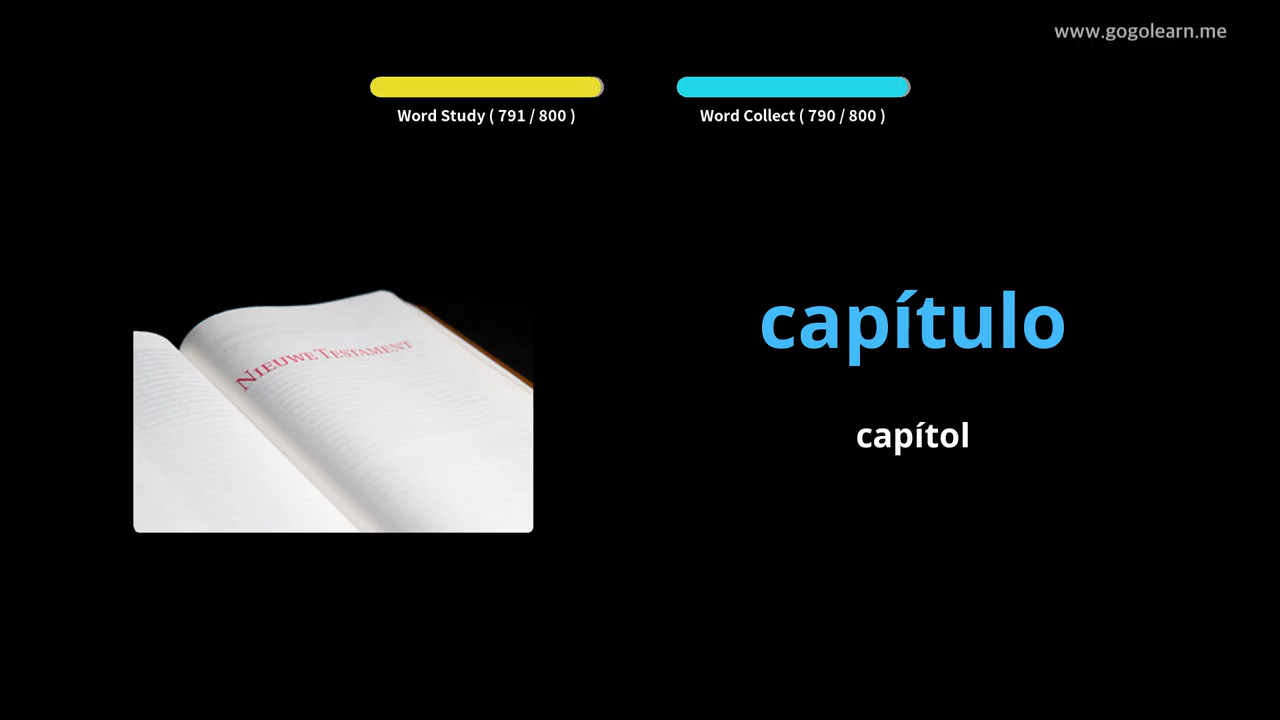 www.gogolearn.me
Word Study ( 791 / 800 )
Word Collect ( 790 / 800 )
NIEUWE TESTAMENT
capítulo
capítol